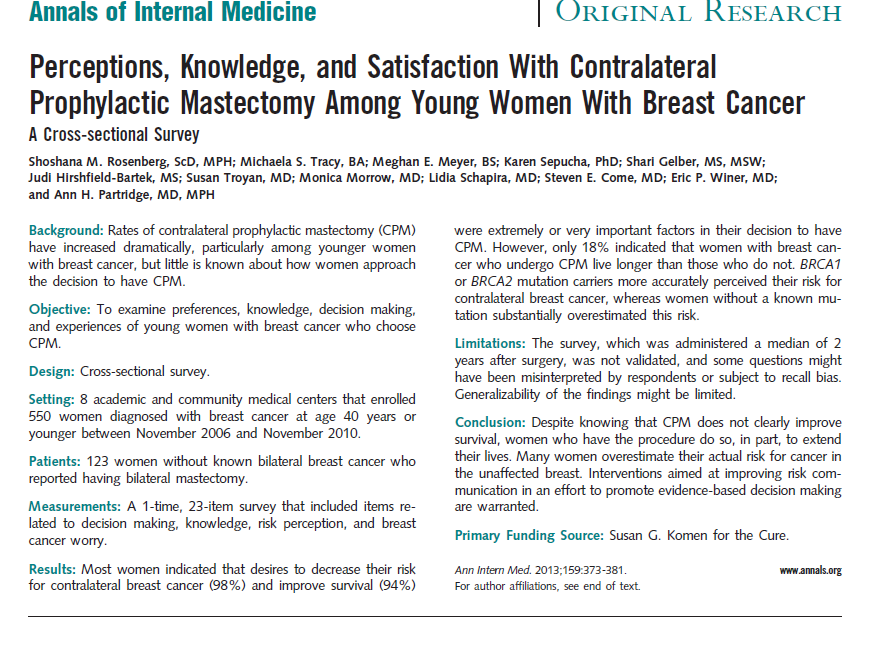 Annals of Internal Medicine
ORIGINAL RESEARCH
Perceptions, Knowledge, and Satisfaction With Contralateral
Prophylactic Mastectomy Among Young Women With Breast Cancer
A Cross-sectional Survey
Shoshana M. Rosenberg, ScD, MPH; Michaela S. Tracy, BA; Meghan E. Meyer, BS; Karen Sepucha, PhD; Shari Gelber, MS, MSW;
Judi Hirshfield-Bartek, MS; Susan Troyan, MD; Monica Morrow, MD; Lidia Schapira, MD; Steven E. Come, MD; Eric P. Winer, MD;
and Ann H. Partridge, MD, MPH
Background: Rates of contralateral prophylactic mastectomy (CPM)
have increased dramatically, particularly among younger women
with breast cancer, but little is known about how women approach
the decision to have CPM.
Objective: To examine preferences, knowledge, decision making,
and experiences of young women with breast cancer who choose
CPM.
Design: Cross-sectional survey.
Setting: 8 academic and community medical centers that enrolled
550 women diagnosed with breast cancer at age 40 years or
younger between November 2006 and November 2010.
Patients: 123 women without known bilateral breast cancer who
reported having bilateral mastectomy.
Measurements: A 1-time, 23-item survey that included items re-
lated to decision making, knowledge, risk perception, and breast
cancer worry.
Results: Most women indicated that desires to decrease their risk
for contralateral breast cancer (98%) and improve survival (94%)
were extremely or very important factors in their decision to have
CPM. However, only 18% indicated that women with breast can-
cer who undergo CPM live longer than those who do not. BRCA1
or BRCA2 mutation carriers more accurately perceived their risk for
contralateral breast cancer, whereas women without a known mu-
tation substantially overestimated this risk.
Limitations: The survey, which was administered a median of 2
years after surgery, was not validated, and some questions might
have been misinterpreted by respondents or subject to recall bias.
Generalizability of the findings might be limited.
Conclusion: Despite knowing that CPM does not clearly improve
survival, women who have the procedure do so, in part, to extend
their lives. Many women overestimate their actual risk for cancer in
the unaffected breast. Interventions aimed at improving risk com-
munication in an effort to promote evidence-based decision making
are warranted.
Primary Funding Source: Susan G. Komen for the Cure.
Ann Intern Med. 2013;159:373-381.
www.annals.org
For author affiliations, see end of text.